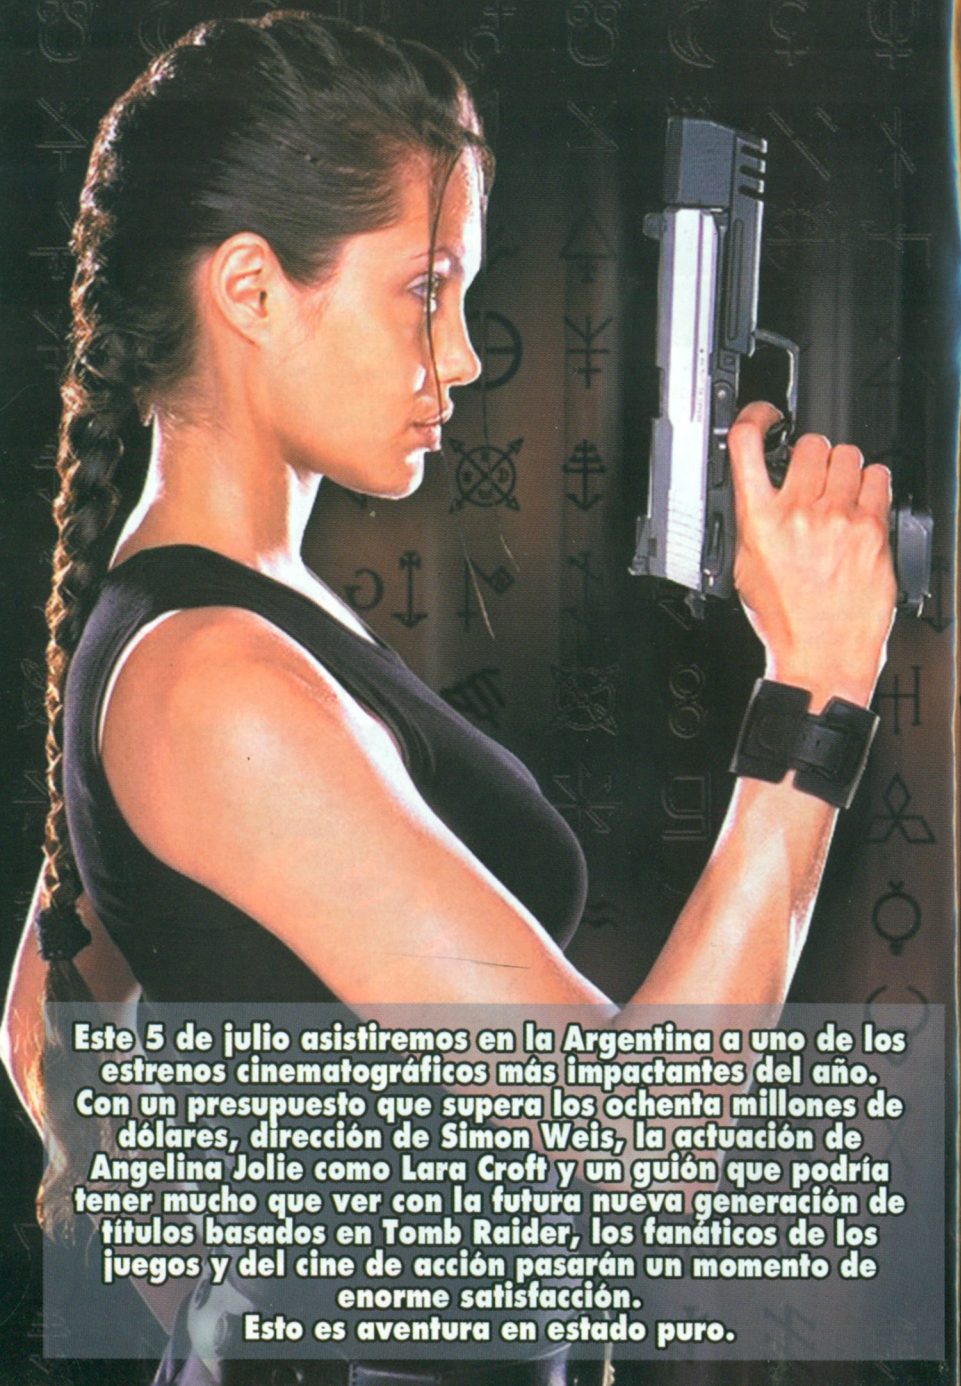 Este 5 de julio asistiremos en la Argentina a uno de los
estrenos cinematográficos más impactantes del año.
Con un presupuesto que supera los ochenta millones de
dólares, dirección de Simon Weis, la actuación de
Angelina Jolie como Lara Croft y un guión que podría
tener mucho que ver con la futura nueva generación de
títulos basados en Tomb Raider, los fanáticos de los
juegos y del cine de acción pasarán un momento de
enorme satisfacción.
Esto es aventura en estado puro.